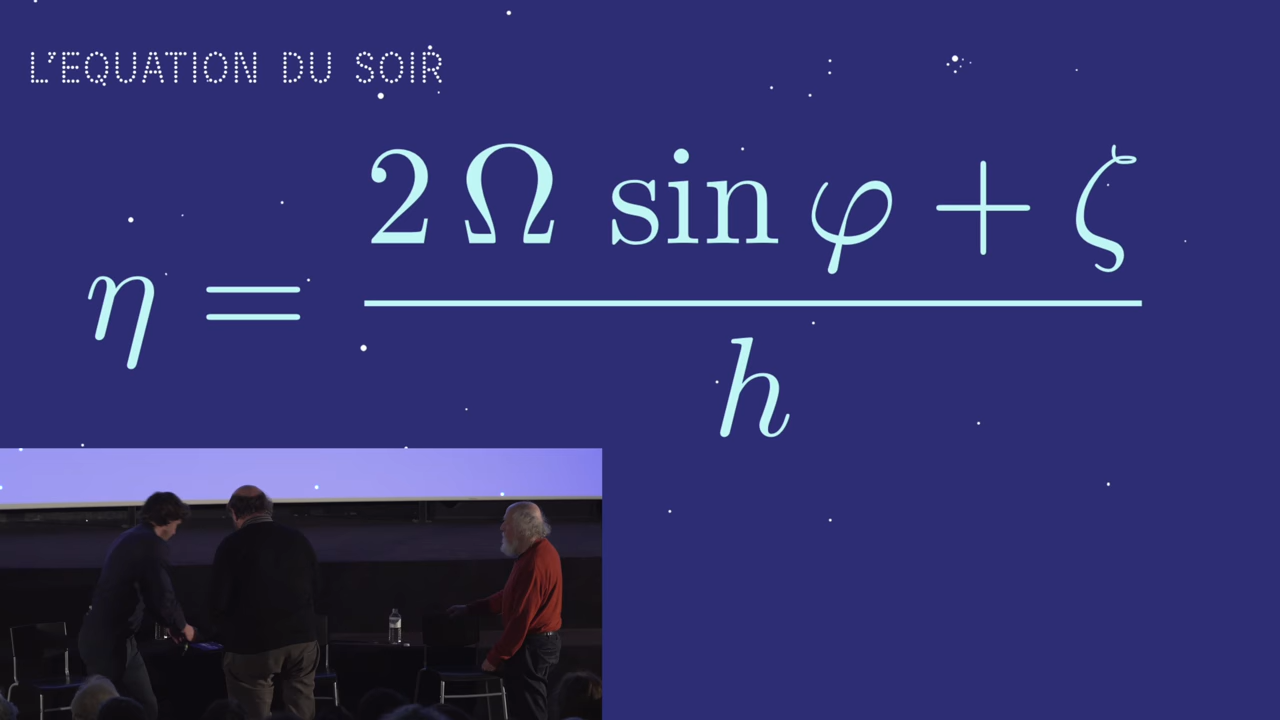 L'EQUATION DU SOIR
η = (2 Ω sin φ + ζ) / h